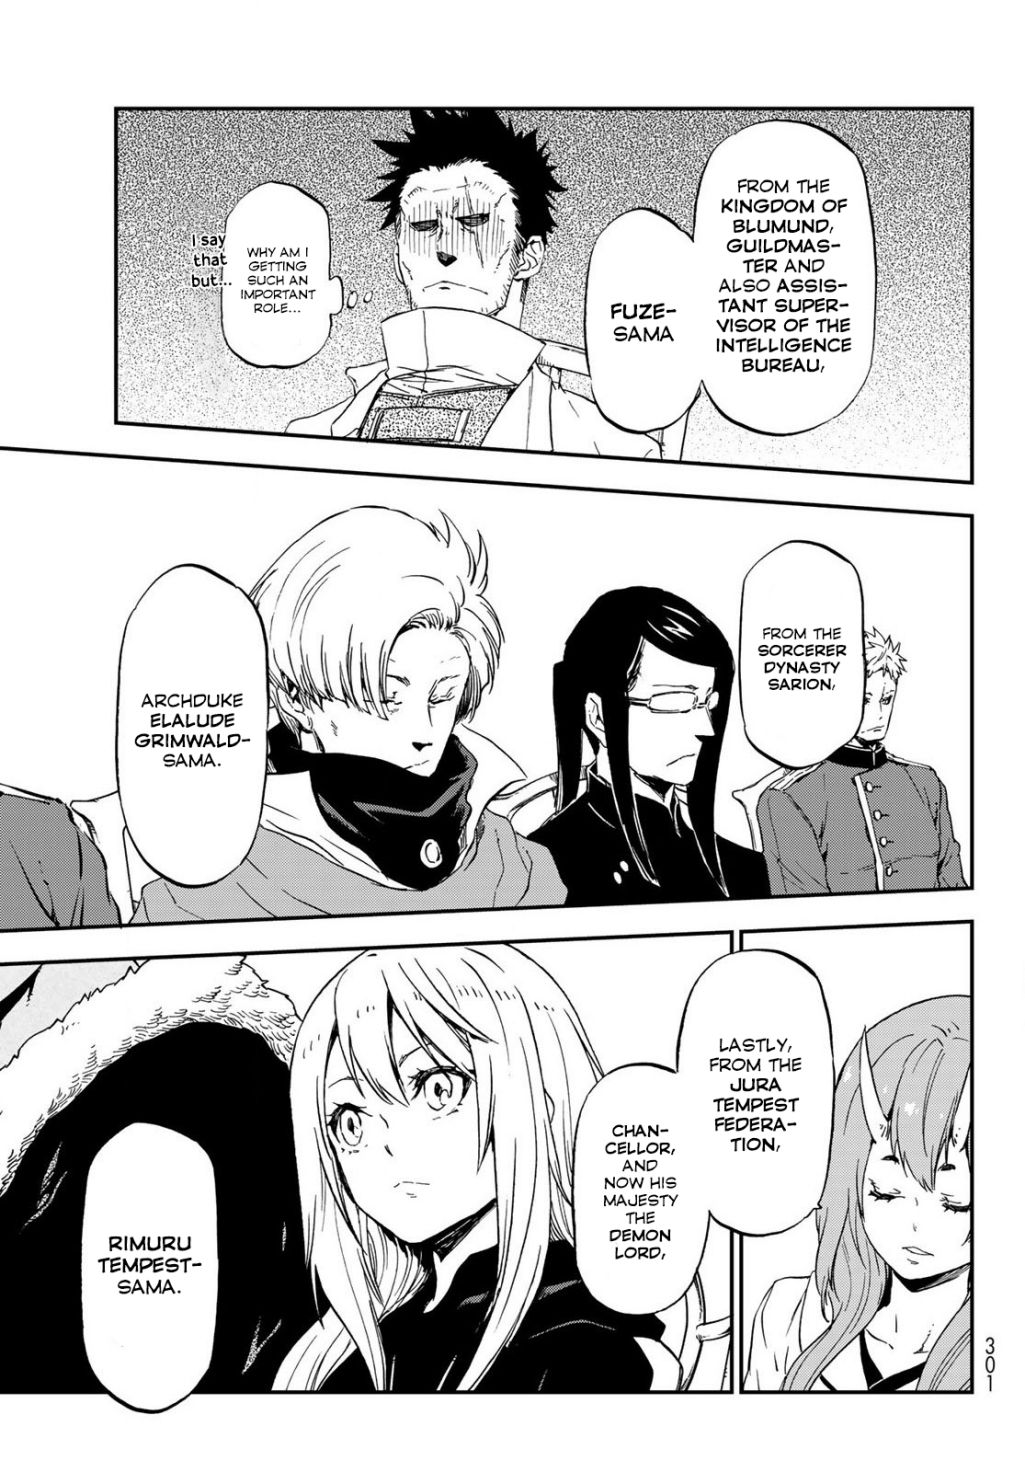 FROM THE
KINGDOM OF
BLUMUND,
GUILDMAS-
TER AND
ALSO ASSIS-
TANT SUPER-
VISOR OF THE
INTELLIGENCE
BUREAU,
FUZE-
SAMA
WHY AM I
GETTING
SUCH AN
IMPORTANT
ROLE...
I say
that
but...
FROM THE
SORCERER
DYNASTY
SARION,
ARCHDUKE
ELALUDE
GRIMWALD-
SAMA.
LASTLY,
FROM THE
JURA
TEMPEST
FEDERA-
TION,
CHAN-
CELLOR,
AND
NOW HIS
MAJESTY
THE
DEMON
LORD,
RIMURU
TEMPEST-
SAMA.
301